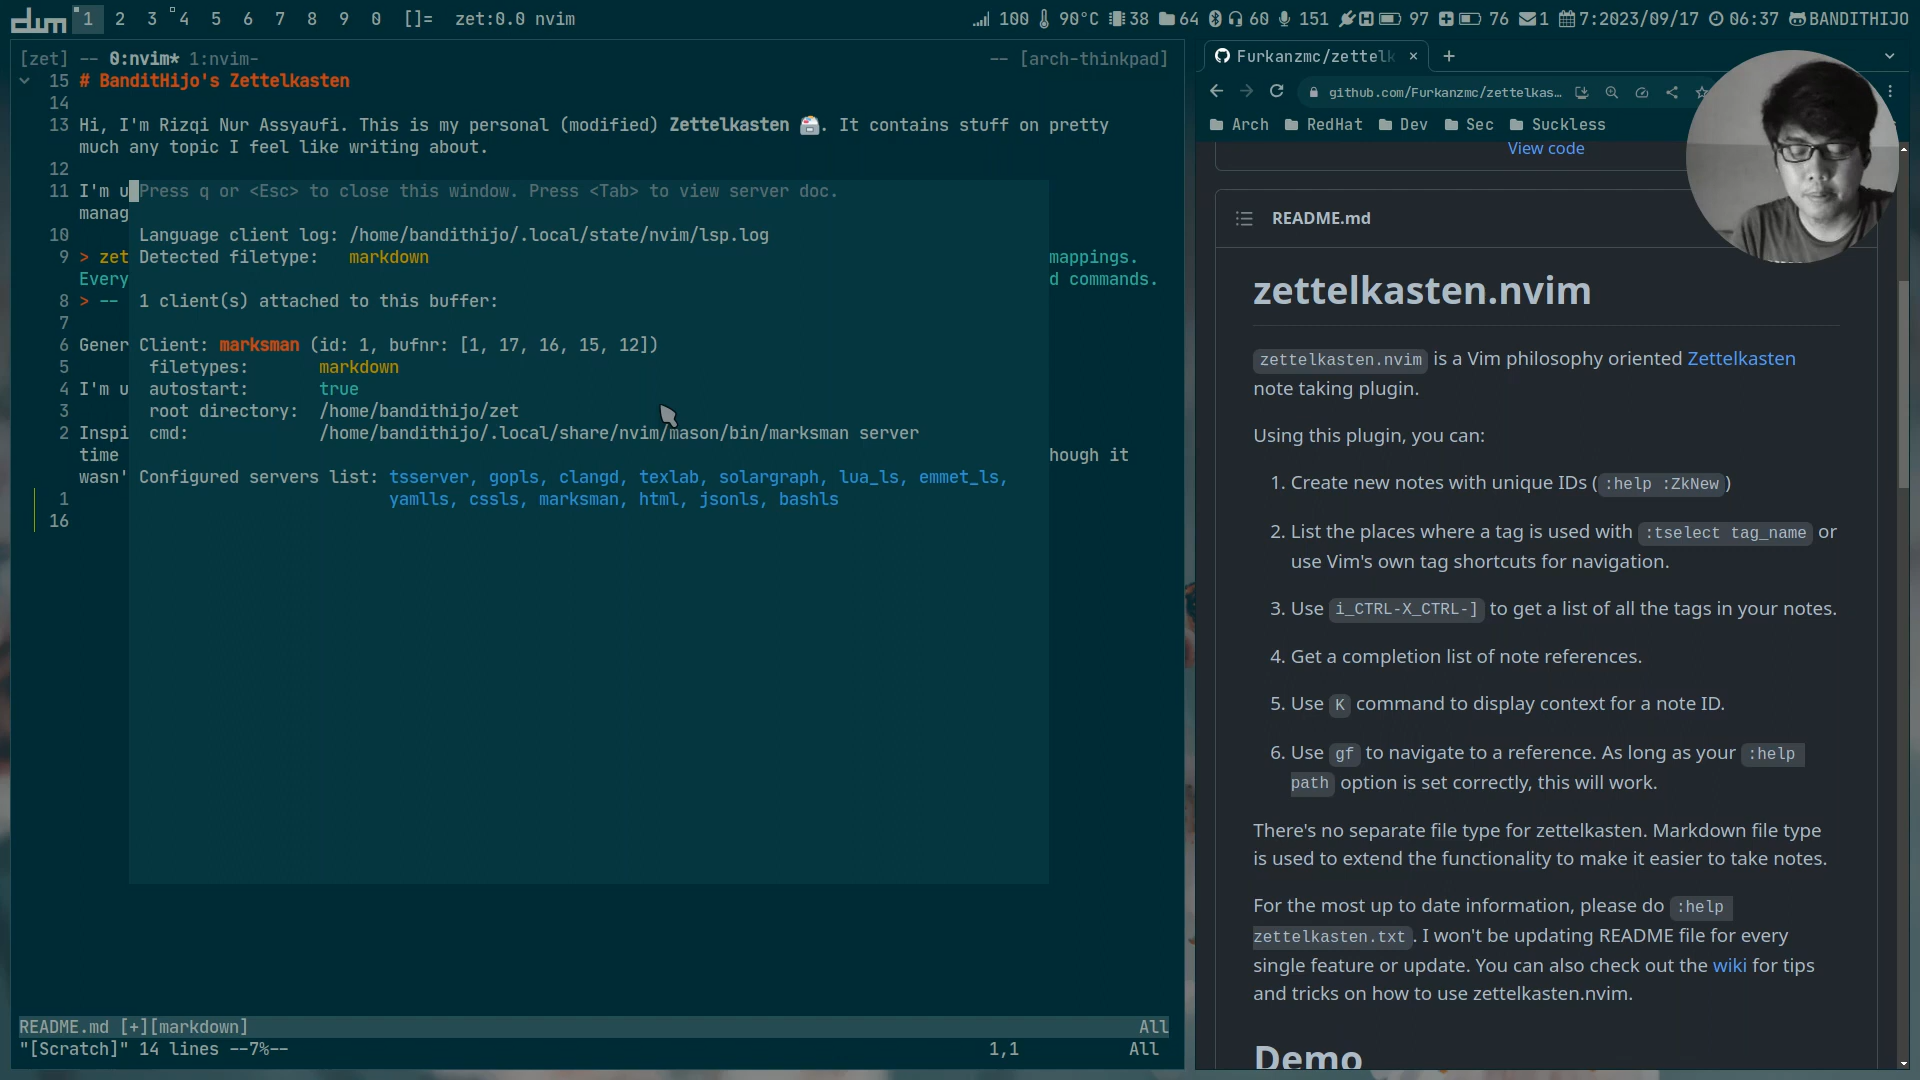 dwm 1 2 3 4 5 6 7 8 9 0 []= zet:0.0 nvim 100 90°C 38 64 60 151 H 97 76 1 7:2023/09/17 06:37 BANDITHIJO
[zet] -- 0:nvim* 1:nvim- -- [arch-thinkpad]
15 # BanditHijo's Zettelkasten
14
13 Hi, I'm Rizqi Nur Assyaufi. This is my personal (modified) Zettelkasten 🗃️. It contains stuff on pretty
much any topic I feel like writing about.
12
11 I'm u Press q or <Esc> to close this window. Press <Tab> to view server doc.
manag
10 Language client log: /home/bandithijo/.local/state/nvim/lsp.log
9 > zet Detected filetype: markdown mappings.
Every d commands.
8 > -- 1 client(s) attached to this buffer:
7
6 Gener Client: marksman (id: 1, bufnr: [1, 17, 16, 15, 12])
5 filetypes: markdown
4 I'm u autostart: true
3 root directory: /home/bandithijo/zet
2 Inspi cmd: /home/bandithijo/.local/share/nvim/mason/bin/marksman server
time hough it
wasn' Configured servers list: tsserver, gopls, clangd, texlab, solargraph, lua_ls, emmet_ls,
1 yamlls, cssls, marksman, html, jsonls, bashls
16
README.md [+][markdown] All
"[Scratch]" 14 lines --7%-- 1,1 All
Furkanzmc/zettelk × +
github.com/Furkanzmc/zettelkas…
Arch RedHat Dev Sec Suckless
View code
README.md
zettelkasten.nvim
zettelkasten.nvim is a Vim philosophy oriented Zettelkasten
note taking plugin.
Using this plugin, you can:
1. Create new notes with unique IDs (:help :ZkNew)
2. List the places where a tag is used with :tselect tag_name or
use Vim's own tag shortcuts for navigation.
3. Use i_CTRL-X_CTRL-] to get a list of all the tags in your notes.
4. Get a completion list of note references.
5. Use K command to display context for a note ID.
6. Use gf to navigate to a reference. As long as your :help
path option is set correctly, this will work.
There's no separate file type for zettelkasten. Markdown file type
is used to extend the functionality to make it easier to take notes.
For the most up to date information, please do :help
zettelkasten.txt. I won't be updating README file for every
single feature or update. You can also check out the wiki for tips
and tricks on how to use zettelkasten.nvim.
Demo